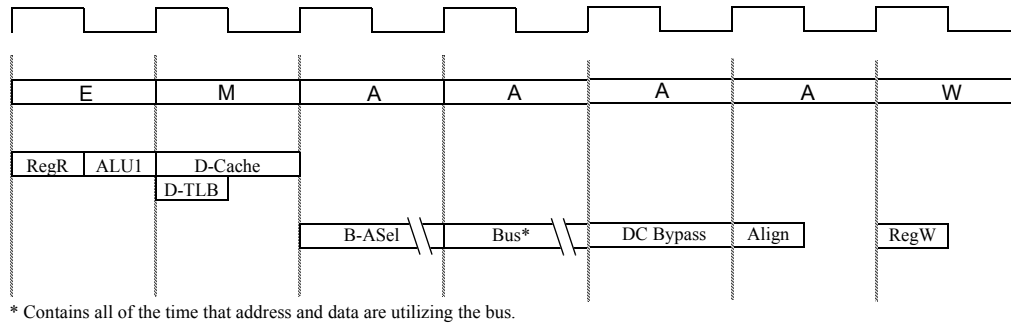 E M A A A A W
RegR ALU1 D-Cache
D-TLB
B-ASel Bus* DC Bypass Align RegW
* Contains all of the time that address and data are utilizing the bus.